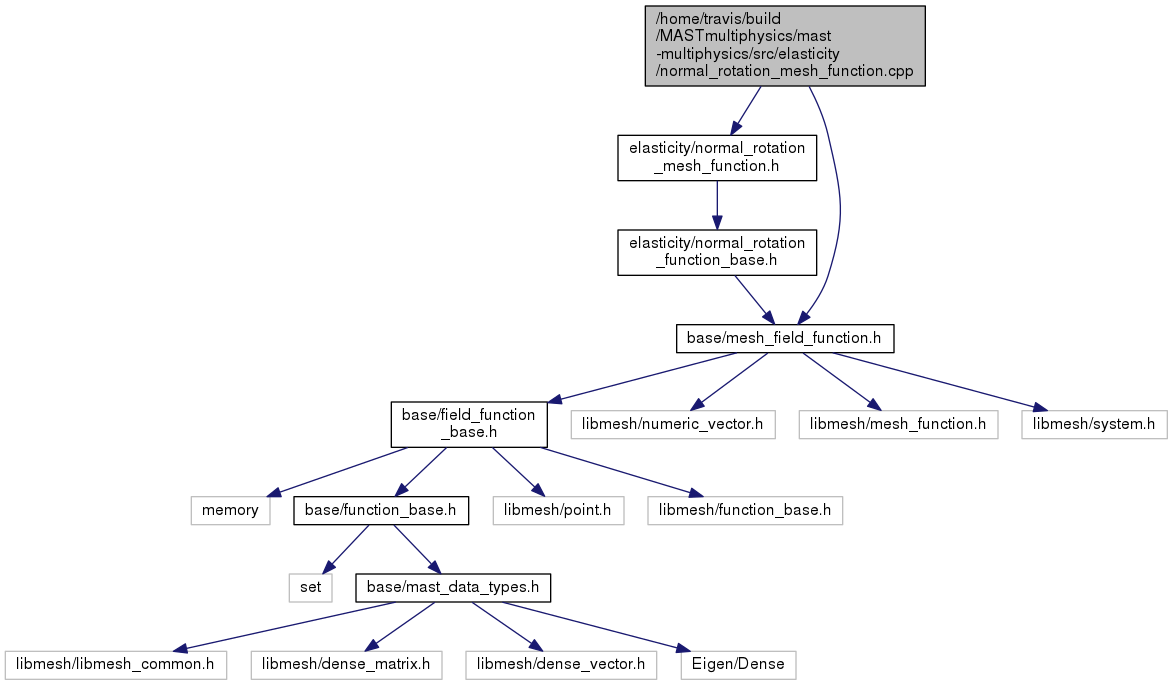 /home/travis/build
/MASTmultiphysics/mast
-multiphysics/src/elasticity
/normal_rotation_mesh_function.cpp
elasticity/normal_rotation
_mesh_function.h
elasticity/normal_rotation
_function_base.h
base/mesh_field_function.h
base/field_function
_base.h
libmesh/numeric_vector.h
libmesh/mesh_function.h
libmesh/system.h
memory
base/function_base.h
libmesh/point.h
libmesh/function_base.h
set
base/mast_data_types.h
libmesh/libmesh_common.h
libmesh/dense_matrix.h
libmesh/dense_vector.h
Eigen/Dense